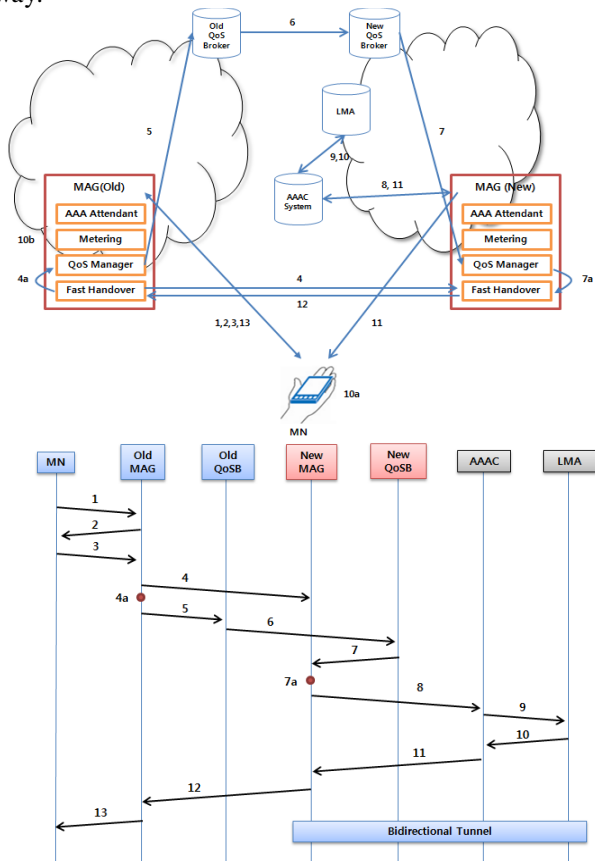 way.
6
Old
QoS
Broker
New
QoS
Broker
LMA
5
7
9,10
8, 11
AAAC
System
MAG(Old)
AAA Attendant
Metering
QoS Manager
Fast Handover
10b
4a
MAG (New)
AAA Attendant
Metering
QoS Manager
Fast Handover
7a
4
12
1,2,3,13
11
10a
MN
MN
Old
MAG
Old
QoSB
New
MAG
New
QoSB
AAAC
LMA
1
2
3
4
4a
5
6
7
7a
8
9
10
11
12
13
Bidirectional Tunnel